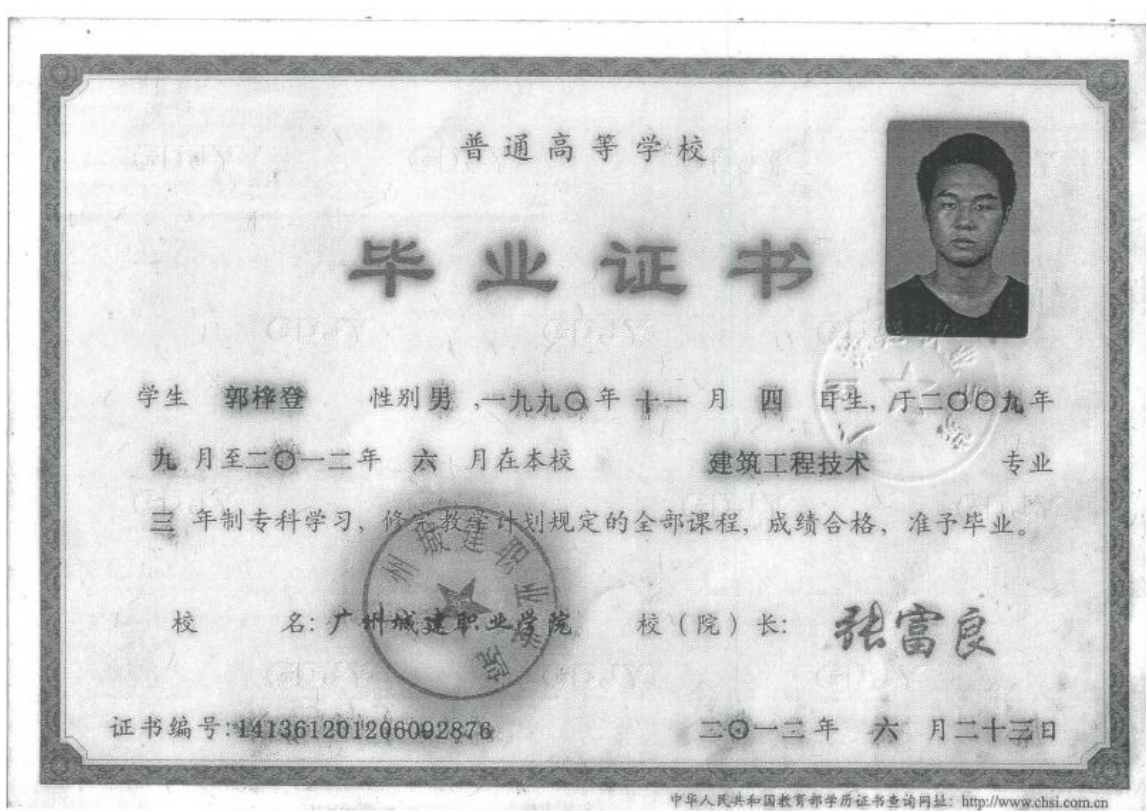 普通高等学校
毕业证书
学生 郭梓登 性别 男 ,一九九〇年 十一 月 四 日生, 于二〇〇九年
九 月至二〇一二年 六 月在本校 建筑工程技术 专业
三 年制专科学习, 修完教学计划规定的全部课程, 成绩合格, 准予毕业。
校 名: 广州城建职业学院 校(院)长: 张富良
证书编号:141361201206092876 二〇一二年 六 月二十三日
中华人民共和国教育部学历证书查询网址: http://www.chsi.com.cn